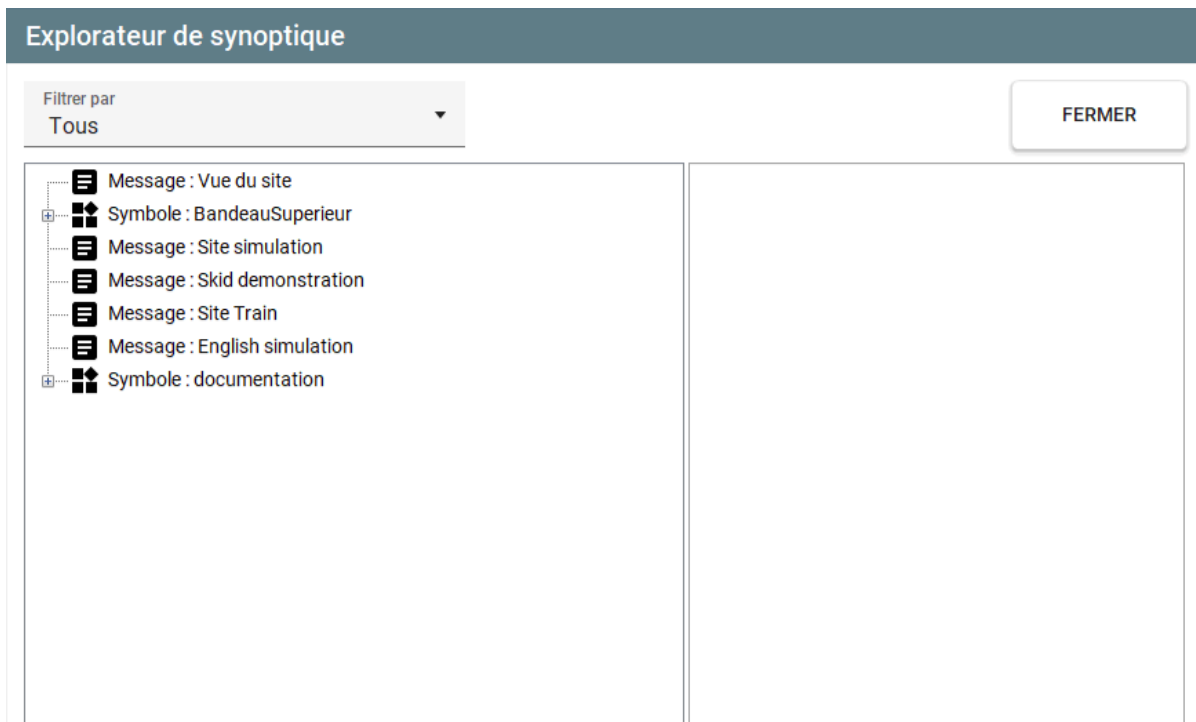 Explorateur de synoptique
Filtrer par
Tous
FERMER
Message : Vue du site
Symbole : BandeauSuperieur
Message : Site simulation
Message : Skid demonstration
Message : Site Train
Message : English simulation
Symbole : documentation